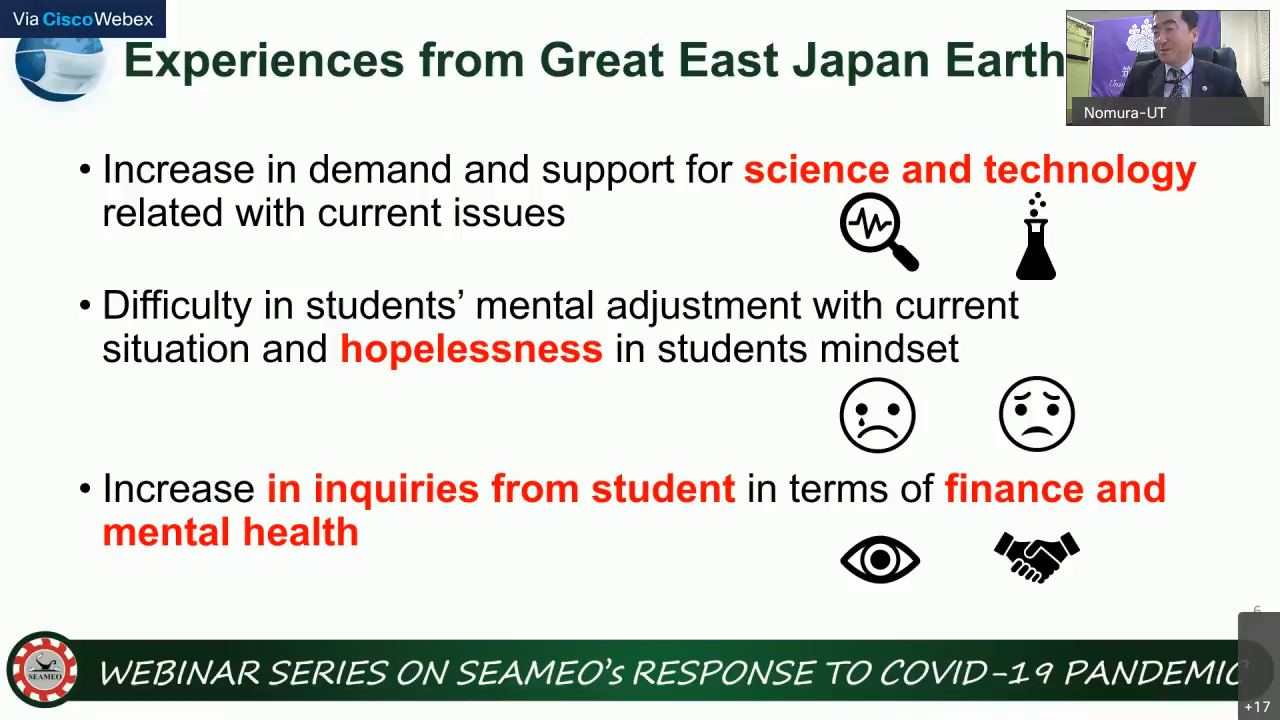 Via CiscoWebex
Experiences from Great East Japan Earth
Nomura-UT
• Increase in demand and support for science and technology
related with current issues
• Difficulty in students’ mental adjustment with current
situation and hopelessness in students mindset
• Increase in inquiries from student in terms of finance and
mental health
6
SEAMEO
WEBINAR SERIES ON SEAMEO's RESPONSE TO COVID-19 PANDEMIC
+17